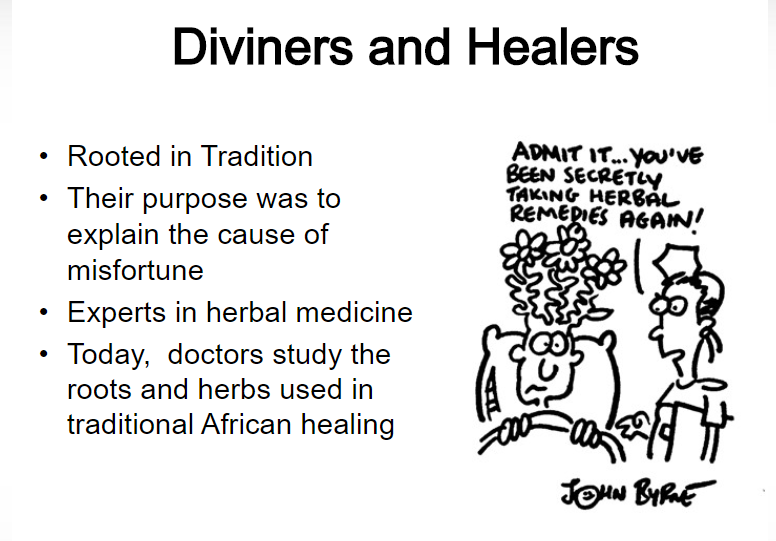 Diviners and Healers
• Rooted in Tradition
• Their purpose was to
explain the cause of
misfortune
• Experts in herbal medicine
• Today, doctors study the
roots and herbs used in
traditional African healing
ADMIT IT...YOU'VE
BEEN SECRETLY
TAKING HERBAL
REMEDIES AGAIN!
JOHN BYRNE